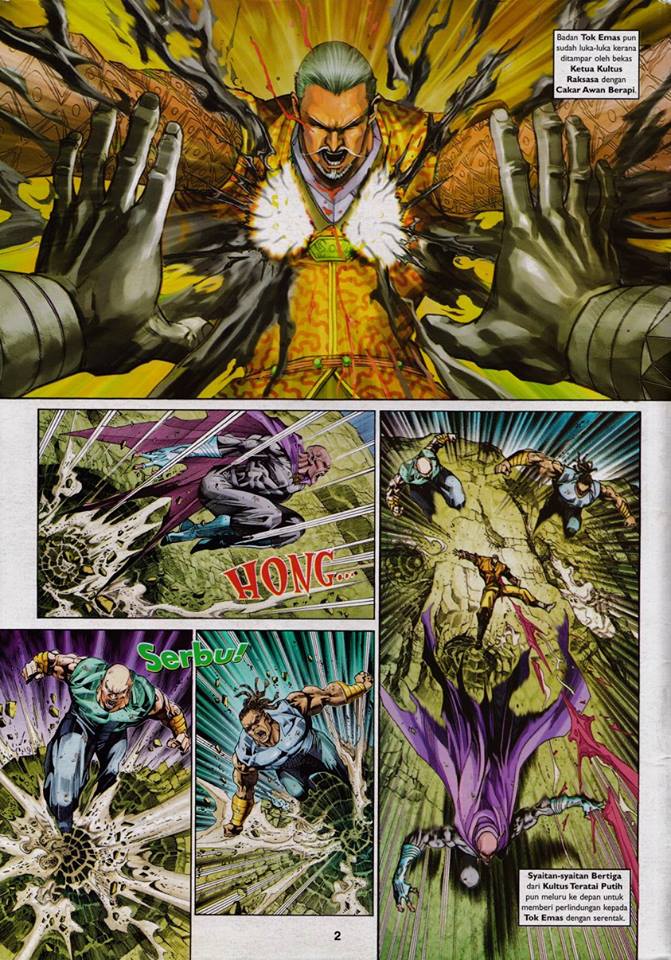 Badan Tok Emas pun
sudah luka-luka kerana
ditampar oleh bekas
Ketua Kultus
Raksasa dengan
Cakar Awan Berapi.
HONG...
Serbu!
Syaitan-syaitan Bertiga
dari Kultus Teratai Putih
pun meluru ke depan untuk
memberi perlindungan kepada
Tok Emas dengan serentak.
2